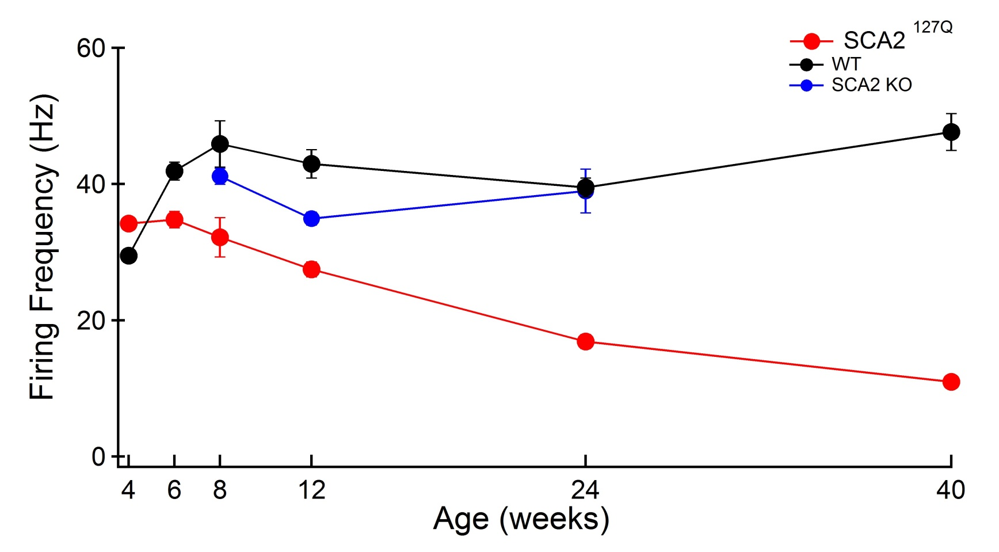 SCA2 127Q
WT
SCA2 KO
60
40
20
0
Firing Frequency (Hz)
4 6 8 12 24 40
Age (weeks)